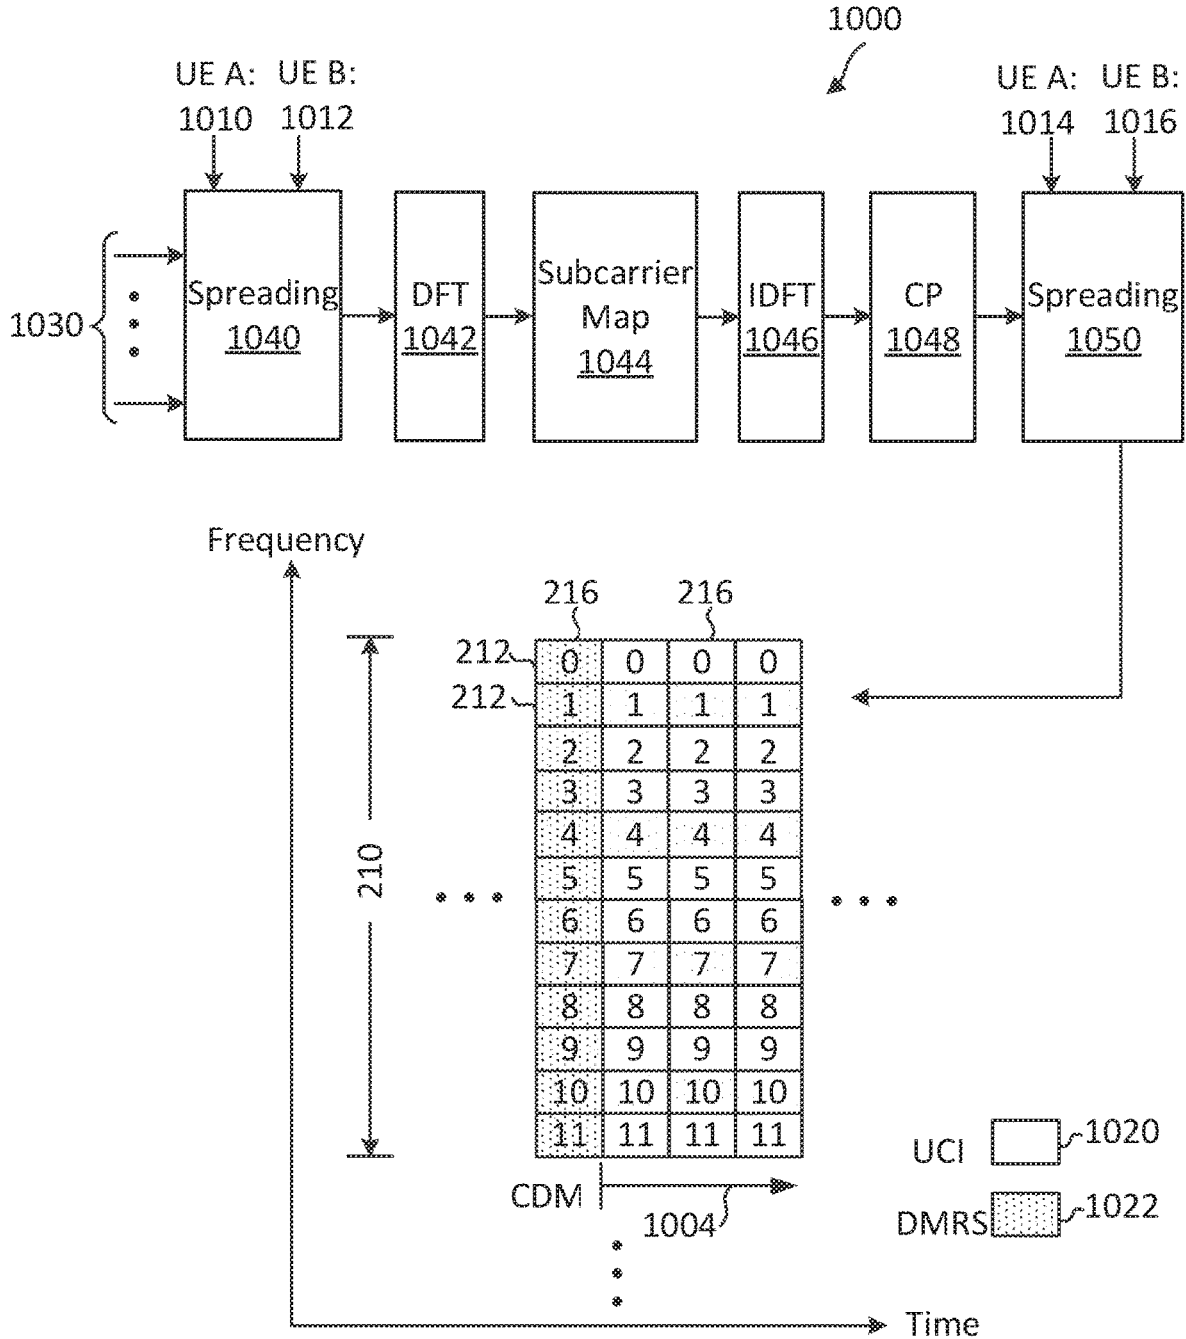 1000
UE A: UE B:
1010 1012
UE A: UE B:
1014 1016
1030
Spreading
1040
DFT
1042
Subcarrier
Map
1044
IDFT
1046
CP
1048
Spreading
1050
Frequency
216 216
212 0 0 0 0
212 1 1 1 1
2 2 2 2
3 3 3 3
4 4 4 4
210
5 5 5 5
6 6 6 6
7 7 7 7
8 8 8 8
9 9 9 9
10 10 10 10
11 11 11 11
CDM
1004
UCI 1020
DMRS 1022
Time